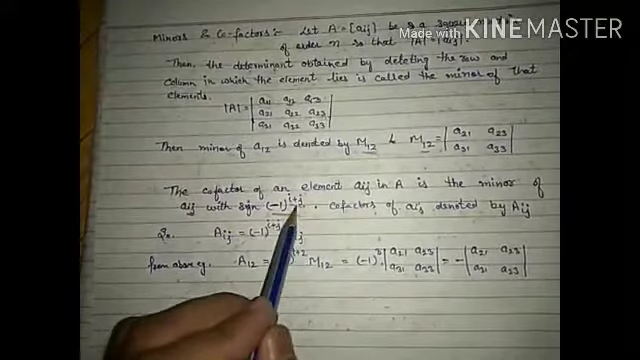 Made with
KINEMASTER
Minors & Co-factors:- Let A = [aij] be a square
of order n so that |A| = |aij|.
Then, the determinant obtained by deleting the row and
column in which the element lies is called the minor of that
elements.
|A| = | a11 a12 a13 |
| a21 a22 a23 |
| a31 a32 a33 |
Then minor of a12 is denoted by M12 & M12 = | a21 a23 |
| a31 a33 |
The cofactor of an element aij in A is the minor of
aij with sign (-1)^i+j . cofactors of aij denoted by Aij
Aij = (-1)^i+j
from above eg. A12 = M12 = (-1)^3 | a21 a23 | = - | a21 a23 |
| a31 a33 | | a31 a33 |